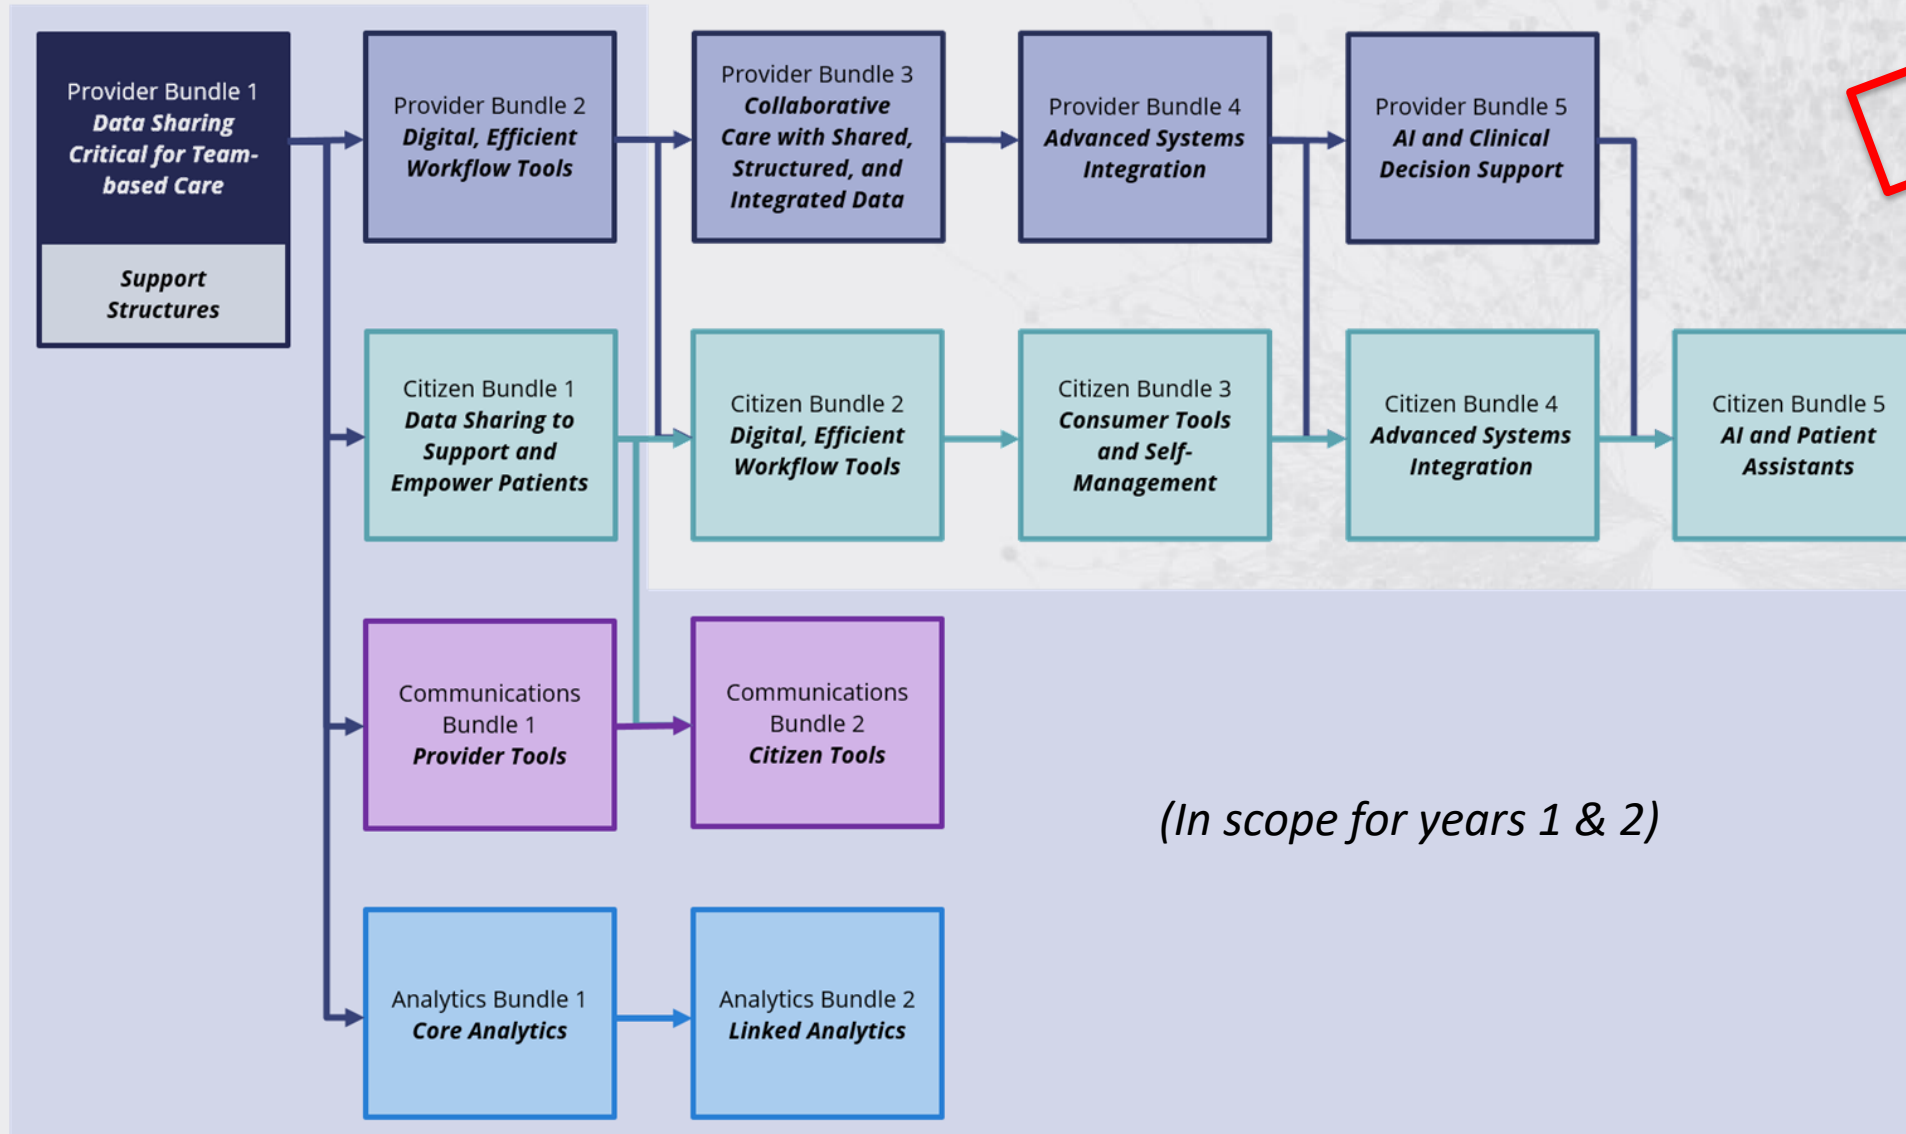 Provider Bundle 1
Data Sharing
Critical for Team-
based Care
Support
Structures
Provider Bundle 2
Digital, Efficient
Workflow Tools
Provider Bundle 3
Collaborative
Care with Shared,
Structured, and
Integrated Data
Provider Bundle 4
Advanced Systems
Integration
Provider Bundle 5
AI and Clinical
Decision Support
Citizen Bundle 1
Data Sharing to
Support and
Empower Patients
Citizen Bundle 2
Digital, Efficient
Workflow Tools
Citizen Bundle 3
Consumer Tools
and Self-
Management
Citizen Bundle 4
Advanced Systems
Integration
Citizen Bundle 5
AI and Patient
Assistants
Communications
Bundle 1
Provider Tools
Communications
Bundle 2
Citizen Tools
(In scope for years 1 & 2)
Analytics Bundle 1
Core Analytics
Analytics Bundle 2
Linked Analytics